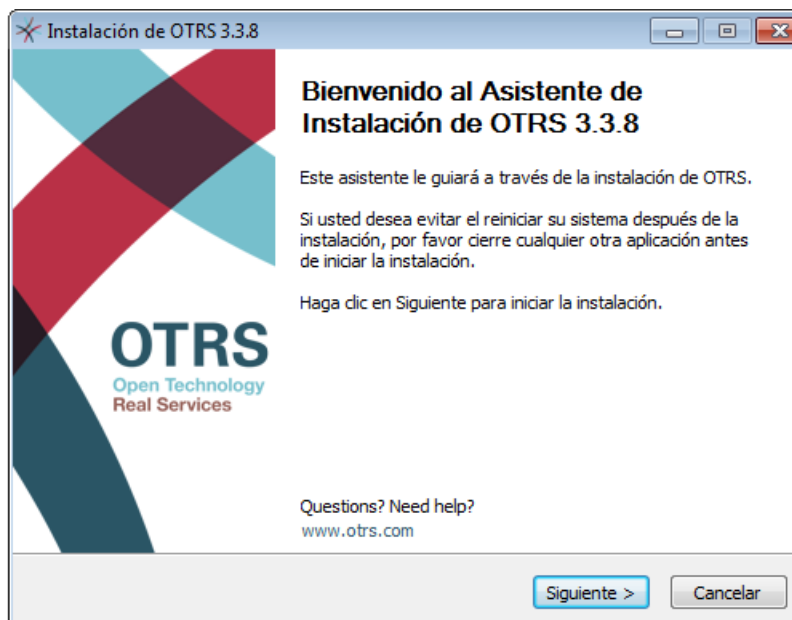 Instalación de OTRS 3.3.8
Bienvenido al Asistente de
Instalación de OTRS 3.3.8
Este asistente le guiará a través de la instalación de OTRS.
Si usted desea evitar el reiniciar su sistema después de la
instalación, por favor cierre cualquier otra aplicación antes
de iniciar la instalación.
Haga clic en Siguiente para iniciar la instalación.
OTRS
Open Technology
Real Services
Questions? Need help?
www.otrs.com
Siguiente >
Cancelar